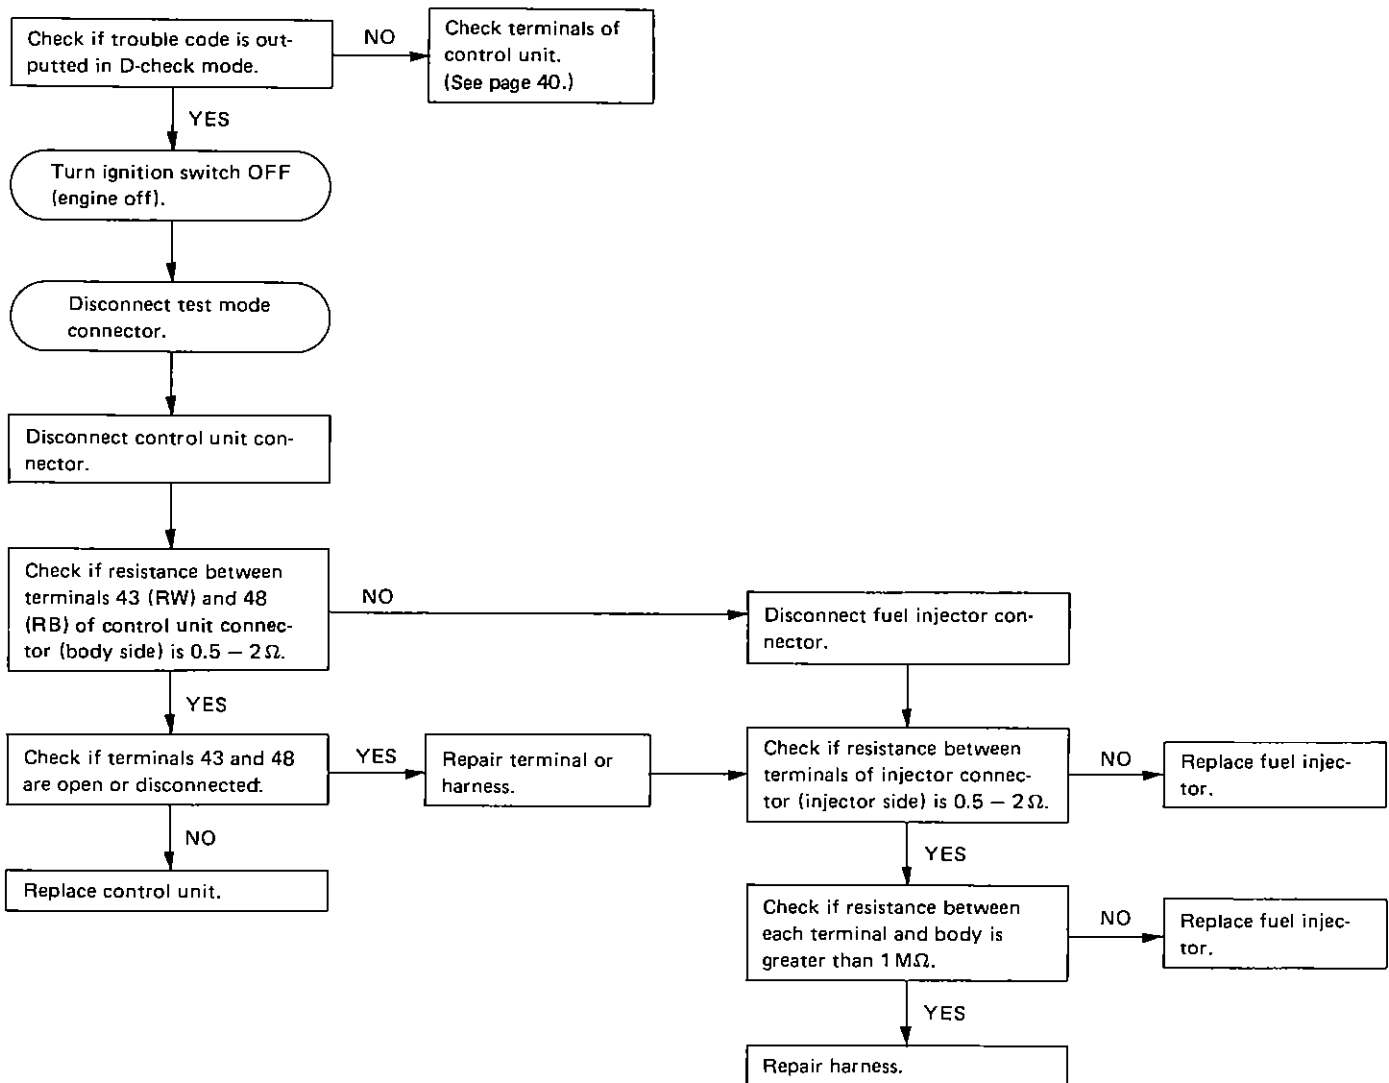 Check if trouble code is out-
putted in D-check mode.
NO
Check terminals of
control unit.
(See page 40.)
YES
Turn ignition switch OFF
(engine off).
Disconnect test mode
connector.
Disconnect control unit con-
nector.
Check if resistance between
terminals 43 (RW) and 48
(RB) of control unit connec-
tor (body side) is 0.5 – 2 Ω.
NO
Disconnect fuel injector con-
nector.
YES
Check if terminals 43 and 48
are open or disconnected.
YES
Repair terminal or
harness.
Check if resistance between
terminals of injector connec-
tor (injector side) is 0.5 – 2 Ω.
NO
Replace fuel injec-
tor.
NO
Replace control unit.
YES
Check if resistance between
each terminal and body is
greater than 1 MΩ.
NO
Replace fuel injec-
tor.
YES
Repair harness.